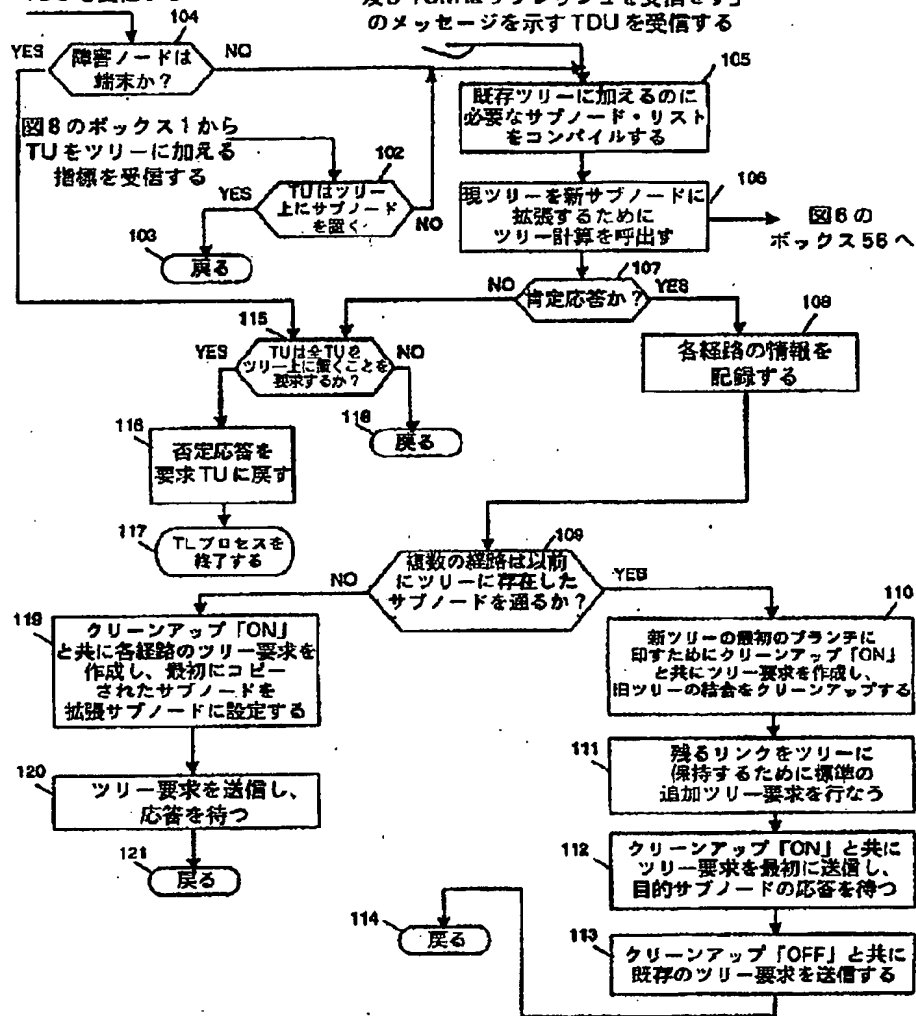 のメッセージを示すTDUを受信する
104
YES
障害ノードは
端末か？
NO
105
既存ツリーに加えるのに
必要なサブノード・リスト
をコンパイルする
図8のボックス1から
TUをツリーに加える
指標を受信する
102
YES
TUはツリー
上にサブノード
を置く
NO
103
戻る
106
現ツリーを新サブノードに
拡張するために
ツリー計算を呼出す
図6の
ボックス56へ
107
NO
肯定応答か？
YES
108
各経路の情報を
記録する
115
YES
TUは全TUを
ツリー上に置くことを
要求するか？
NO
116
否定応答を
要求TUに戻す
118
戻る
117
TLプロセスを
終了する
109
NO
複数の経路は以前
にツリーに存在した
サブノードを通るか？
YES
119
クリーンアップ「ON」
と共に各経路のツリー要求を
作成し、最初にコピー
されたサブノードを
拡張サブノードに設定する
110
新ツリーの最初のブランチに
印すためにクリーンアップ「ON」
と共にツリー要求を作成し、
旧ツリーの結合をクリーンアップする
111
残るリンクをツリーに
保持するために標準の
追加ツリー要求を行なう
120
ツリー要求を送信し、
応答を待つ
112
クリーンアップ「ON」と共に
ツリー要求を最初に送信し、
目的サブノードの応答を待つ
121
戻る
114
戻る
113
クリーンアップ「OFF」と共に
既存のツリー要求を送信する